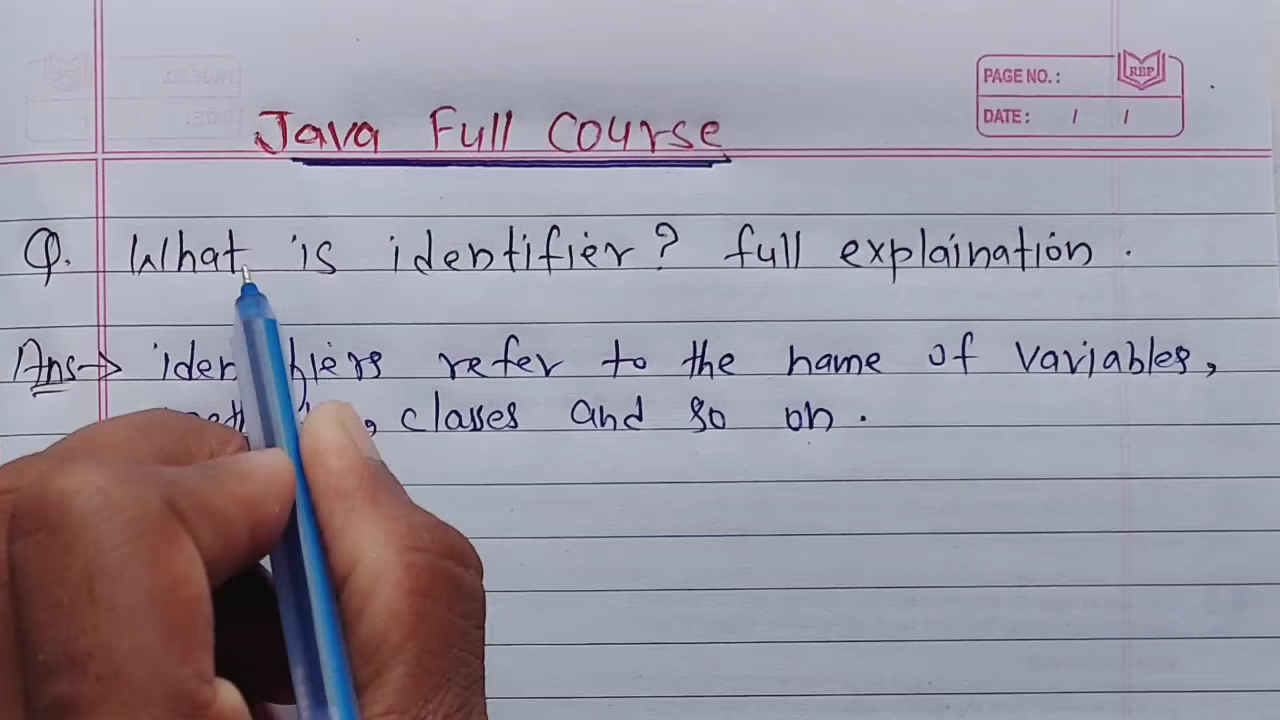 PAGE NO. :
REP
DATE : / /
Java Full Course
Q. What is identifier? full explaination .
Ans→ refer to the name of variables,
, classes and so on .